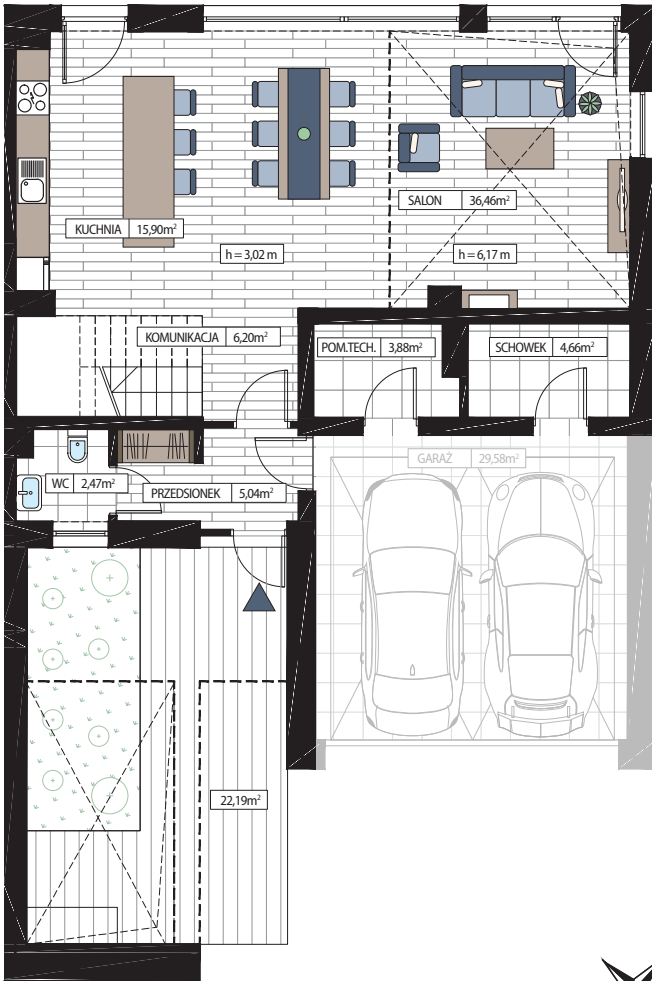 SALON 36,46m²
KUCHNIA 15,90m²
h = 3,02 m
h = 6,17 m
KOMUNIKACJA 6,20m²
POM.TECH. 3,88m²
SCHOWEK 4,66m²
GARAŻ 29,58m²
WC 2,47m²
PRZEDSIONEK 5,04m²
22,19m²